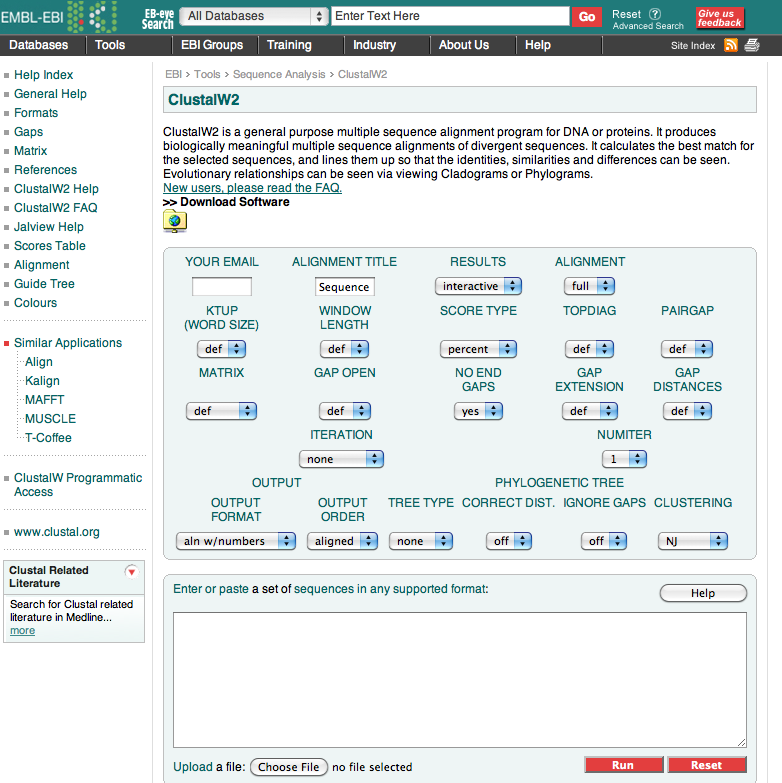 EMBL-EBI
EB-eye
Search
All Databases
Enter Text Here
Go
Reset ?
Advanced Search
Give us
feedback
Databases Tools EBI Groups Training Industry About Us Help Site Index
Help Index
General Help
Formats
Gaps
Matrix
References
ClustalW2 Help
ClustalW2 FAQ
Jalview Help
Scores Table
Alignment
Guide Tree
Colours
Similar Applications
Align
Kalign
MAFFT
MUSCLE
T-Coffee
ClustalW Programmatic
Access
www.clustal.org
Clustal Related
Literature
Search for Clustal related
literature in Medline...
more
EBI > Tools > Sequence Analysis > ClustalW2
ClustalW2
ClustalW2 is a general purpose multiple sequence alignment program for DNA or proteins. It produces
biologically meaningful multiple sequence alignments of divergent sequences. It calculates the best match for
the selected sequences, and lines them up so that the identities, similarities and differences can be seen.
Evolutionary relationships can be seen via viewing Cladograms or Phylograms.
New users, please read the FAQ.
>> Download Software
YOUR EMAIL ALIGNMENT TITLE RESULTS ALIGNMENT
Sequence interactive full
KTUP WINDOW SCORE TYPE TOPDIAG PAIRGAP
(WORD SIZE) LENGTH
def def percent def def
MATRIX GAP OPEN NO END GAP GAP
GAPS EXTENSION DISTANCES
def def yes def def
ITERATION NUMITER
none 1
OUTPUT PHYLOGENETIC TREE
OUTPUT OUTPUT TREE TYPE CORRECT DIST. IGNORE GAPS CLUSTERING
FORMAT ORDER
aln w/numbers aligned none off off NJ
Enter or paste a set of sequences in any supported format:
Help
Upload a file: Choose File no file selected
Run Reset